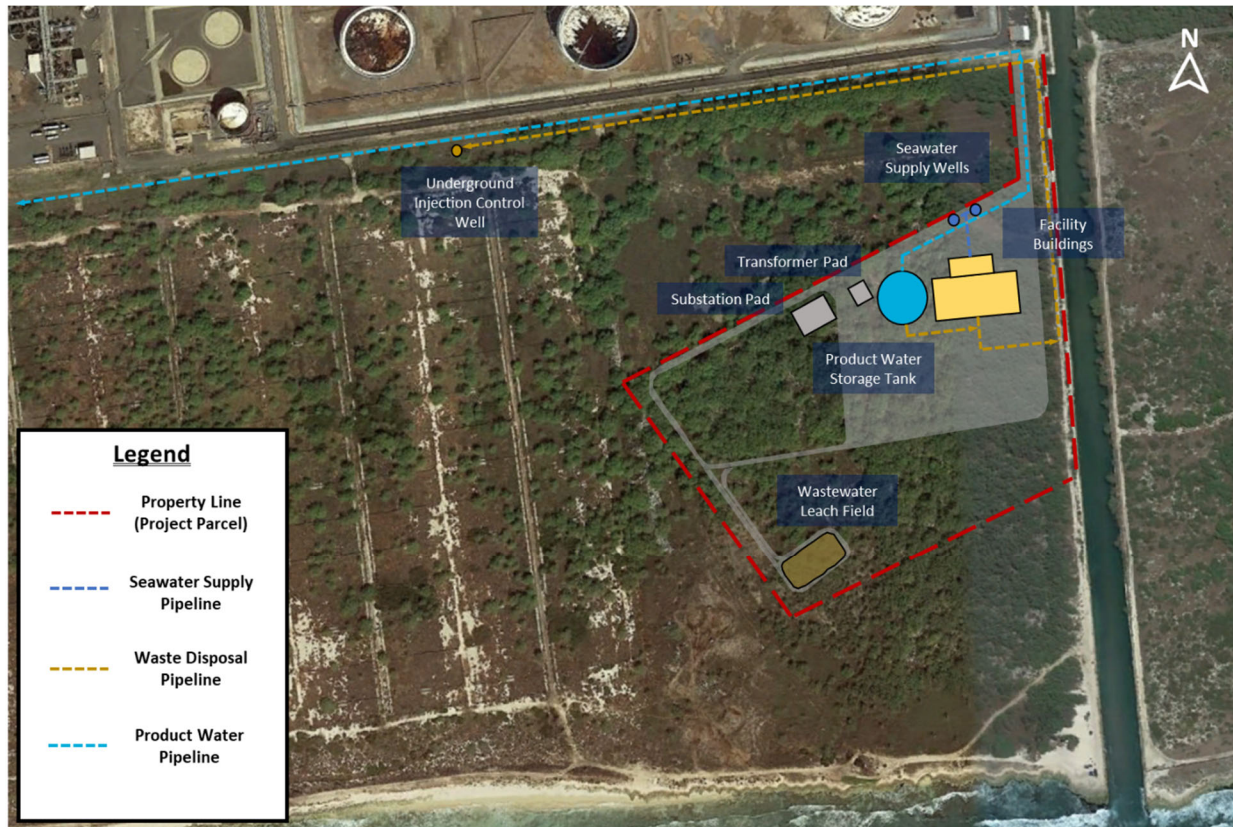 N
Seawater
Supply Wells
Underground
Injection Control
Well
Facility
Buildings
Transformer Pad
Substation Pad
Product Water
Storage Tank
Wastewater
Leach Field
Legend
Property Line
(Project Parcel)
Seawater Supply
Pipeline
Waste Disposal
Pipeline
Product Water
Pipeline